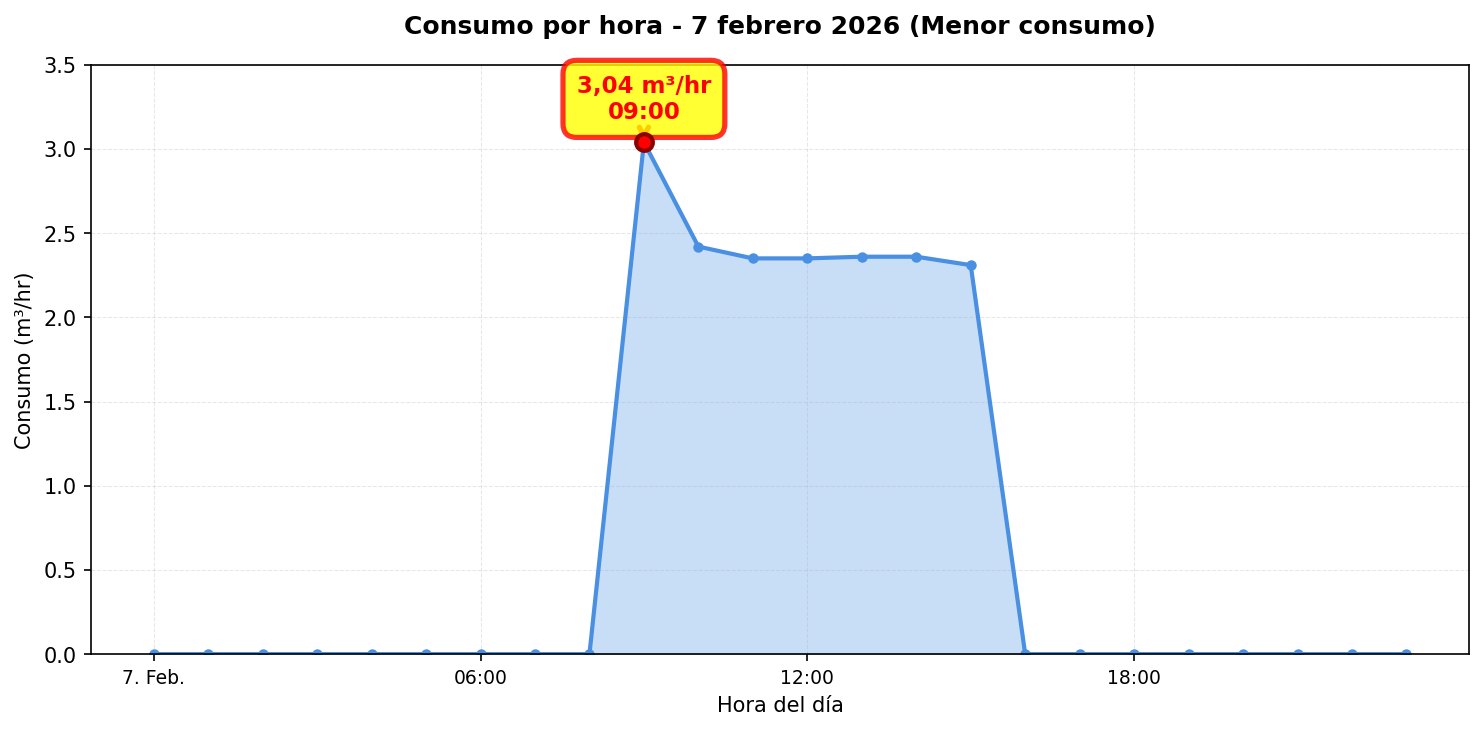 Consumo por hora - 7 febrero 2026 (Menor consumo)
3,04 m³/hr
09:00
Consumo (m³/hr)
3.5
3.0
2.5
2.0
1.5
1.0
0.5
0.0
7. Feb.
06:00
12:00
18:00
Hora del día